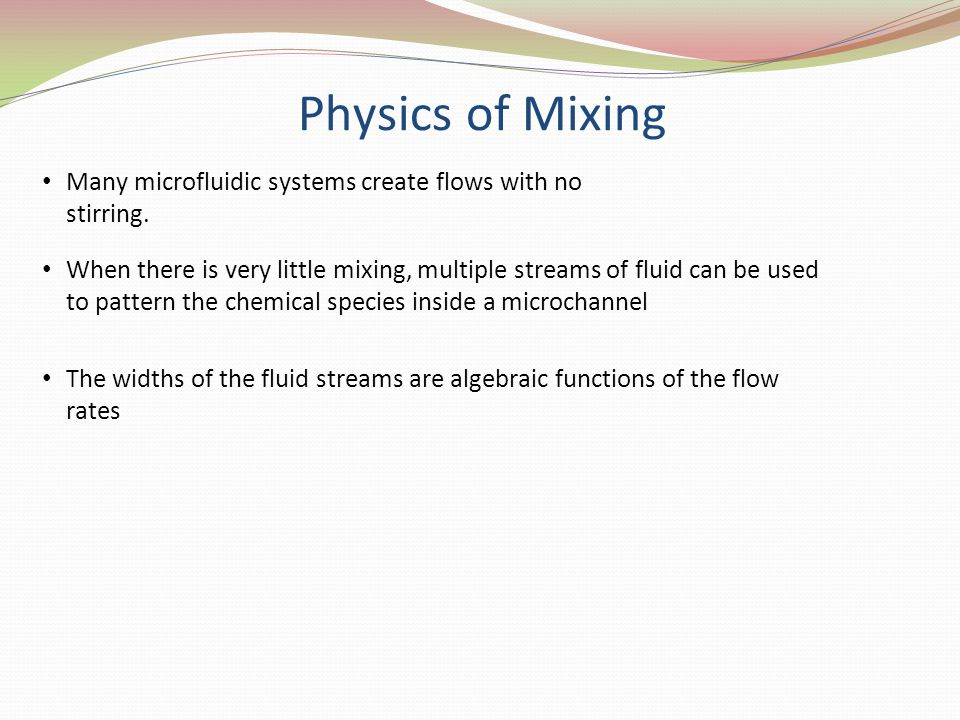 Physics of Mixing
• Many microfluidic systems create flows with no
stirring.
• When there is very little mixing, multiple streams of fluid can be used
to pattern the chemical species inside a microchannel
• The widths of the fluid streams are algebraic functions of the flow
rates